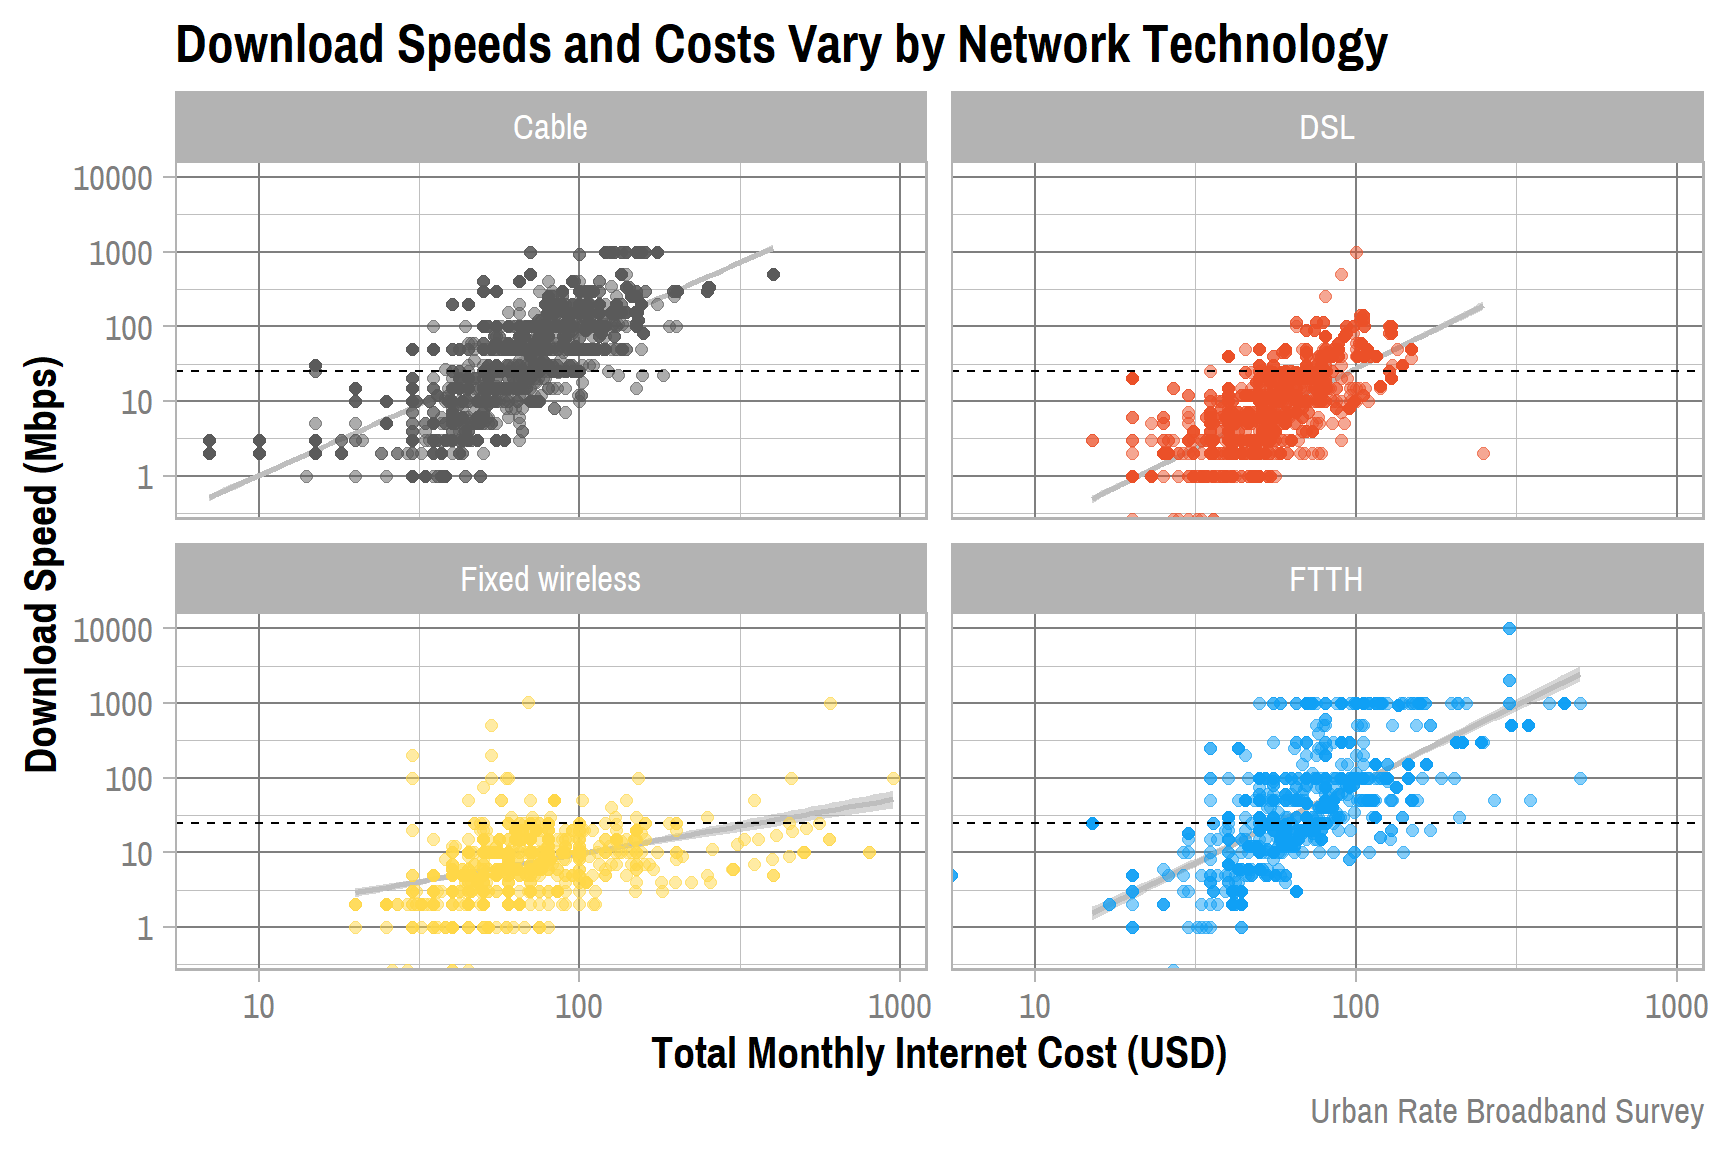 Download Speeds and Costs Vary by Network Technology
Cable
DSL
10000
1000
100
10
1
Fixed wireless
FTTH
10000
1000
100
10
1
Download Speed (Mbps)
10
100
1000
10
100
1000
Total Monthly Internet Cost (USD)
Urban Rate Broadband Survey